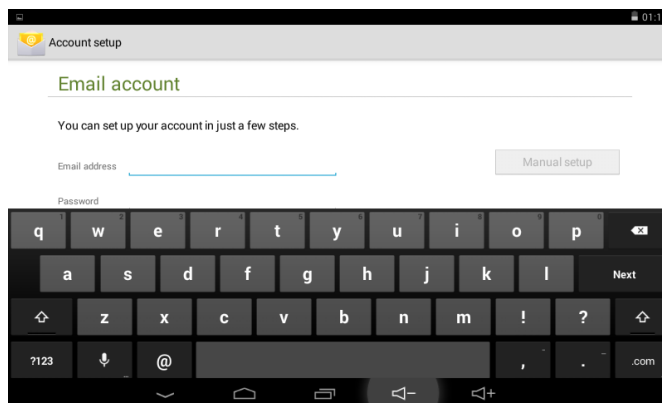 01:1
Account setup
Email account
You can set up your account in just a few steps.
Email address
Manual setup
Password
1 2 3 4 5 6 7 8 9 0
q w e r t y u i o p
a s d f g h j k l Next
z x c v b n m ! ?
?123 @ , . .com